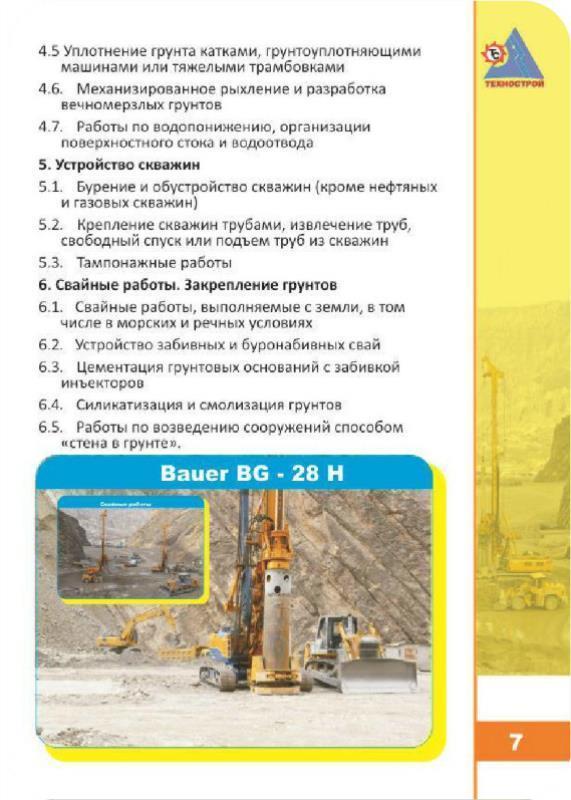 4.5 Уплотнение грунта катками, грунтоуплотняющими
машинами или тяжелыми трамбовками
4.6. Механизированное рыхление и разработка
вечномерзлых грунтов
4.7. Работы по водопонижению, организации
поверхностного стока и водоотвода
5. Устройство скважин
5.1. Бурение и обустройство скважин (кроме нефтяных
и газовых скважин)
5.2. Крепление скважин трубами, извлечение труб,
свободный спуск или подъем труб из скважин
5.3. Тампонажные работы
6. Свайные работы. Закрепление грунтов
6.1. Свайные работы, выполняемые с земли, в том
числе в морских и речных условиях
6.2. Устройство забивных и буронабивных свай
6.3. Цементация грунтовых оснований с забивкой
инъекторов
6.4. Силикатизация и смолизация грунтов
6.5. Работы по возведению сооружений способом
«стена в грунте».
ТС
ТЕХНОСТРОЙ
Bauer BG - 28 H
Свайные работы
7